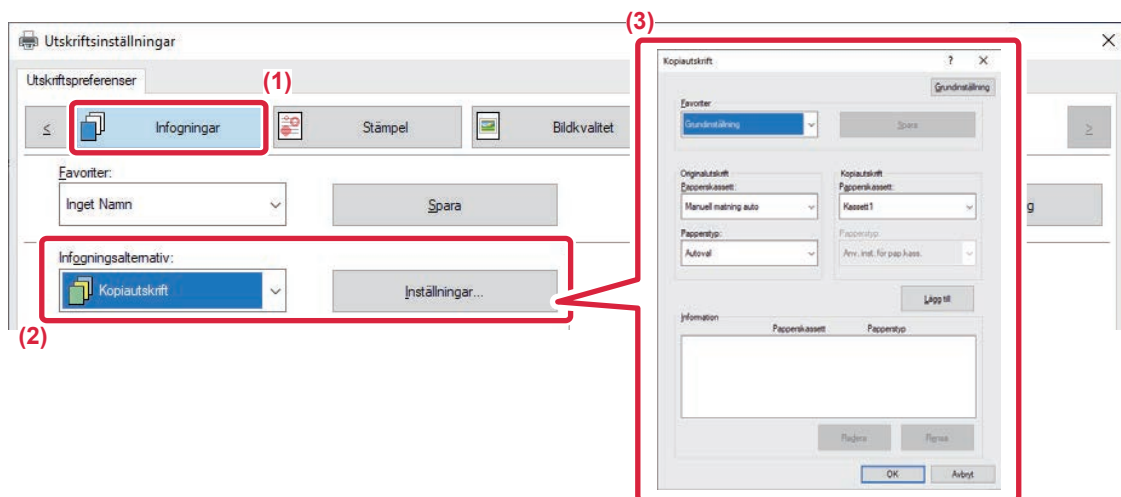 (3)
Utskriftsinställningar
Utskriftspreferenser
(1)
<
Infogningar
Stämpel
Bildkvalitet
>
Favoriter:
Inget Namn
Spara
g
Infogningsalternativ:
Kopiautskrift
Inställningar...
(2)
Kopiautskrift
?
Grundinställning
Favoriter
Grundinställning
Spara
Originalutskrift
Kopiautskrift
Papperskassett:
Papperskassett:
Manuell matning auto
Kassett1
Papperstyp:
Papperstyp:
Autoval
Anv. inst. för pap.kass.
Lägg till
Information
Papperskassett
Papperstyp
Radera
Rensa
OK
Avbryt